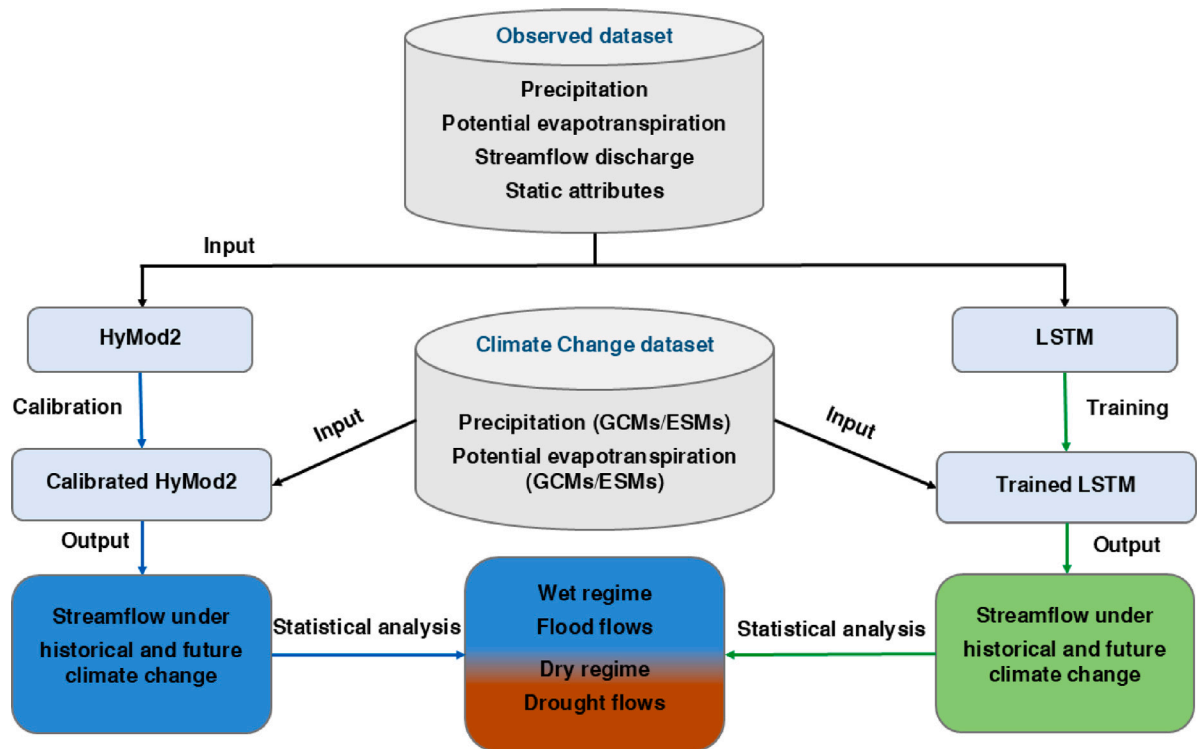 Observed dataset
Precipitation
Potential evapotranspiration
Streamflow discharge
Static attributes
Input
HyMod2
Climate Change dataset
LSTM
Calibration
Input
Precipitation (GCMs/ESMs)
Potential evapotranspiration
(GCMs/ESMs)
Input
Training
Calibrated HyMod2
Trained LSTM
Output
Output
Streamflow under
historical and future
climate change
Statistical analysis
Wet regime
Flood flows
Dry regime
Drought flows
Statistical analysis
Streamflow under
historical and future
climate change